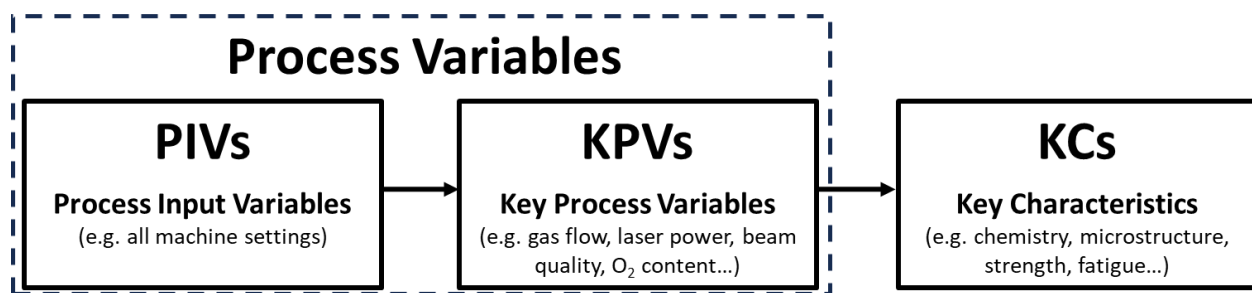 Process Variables
PIVs
Process Input Variables
(e.g. all machine settings)
KPVs
Key Process Variables
(e.g. gas flow, laser power, beam
quality, O₂ content…)
KCs
Key Characteristics
(e.g. chemistry, microstructure,
strength, fatigue…)